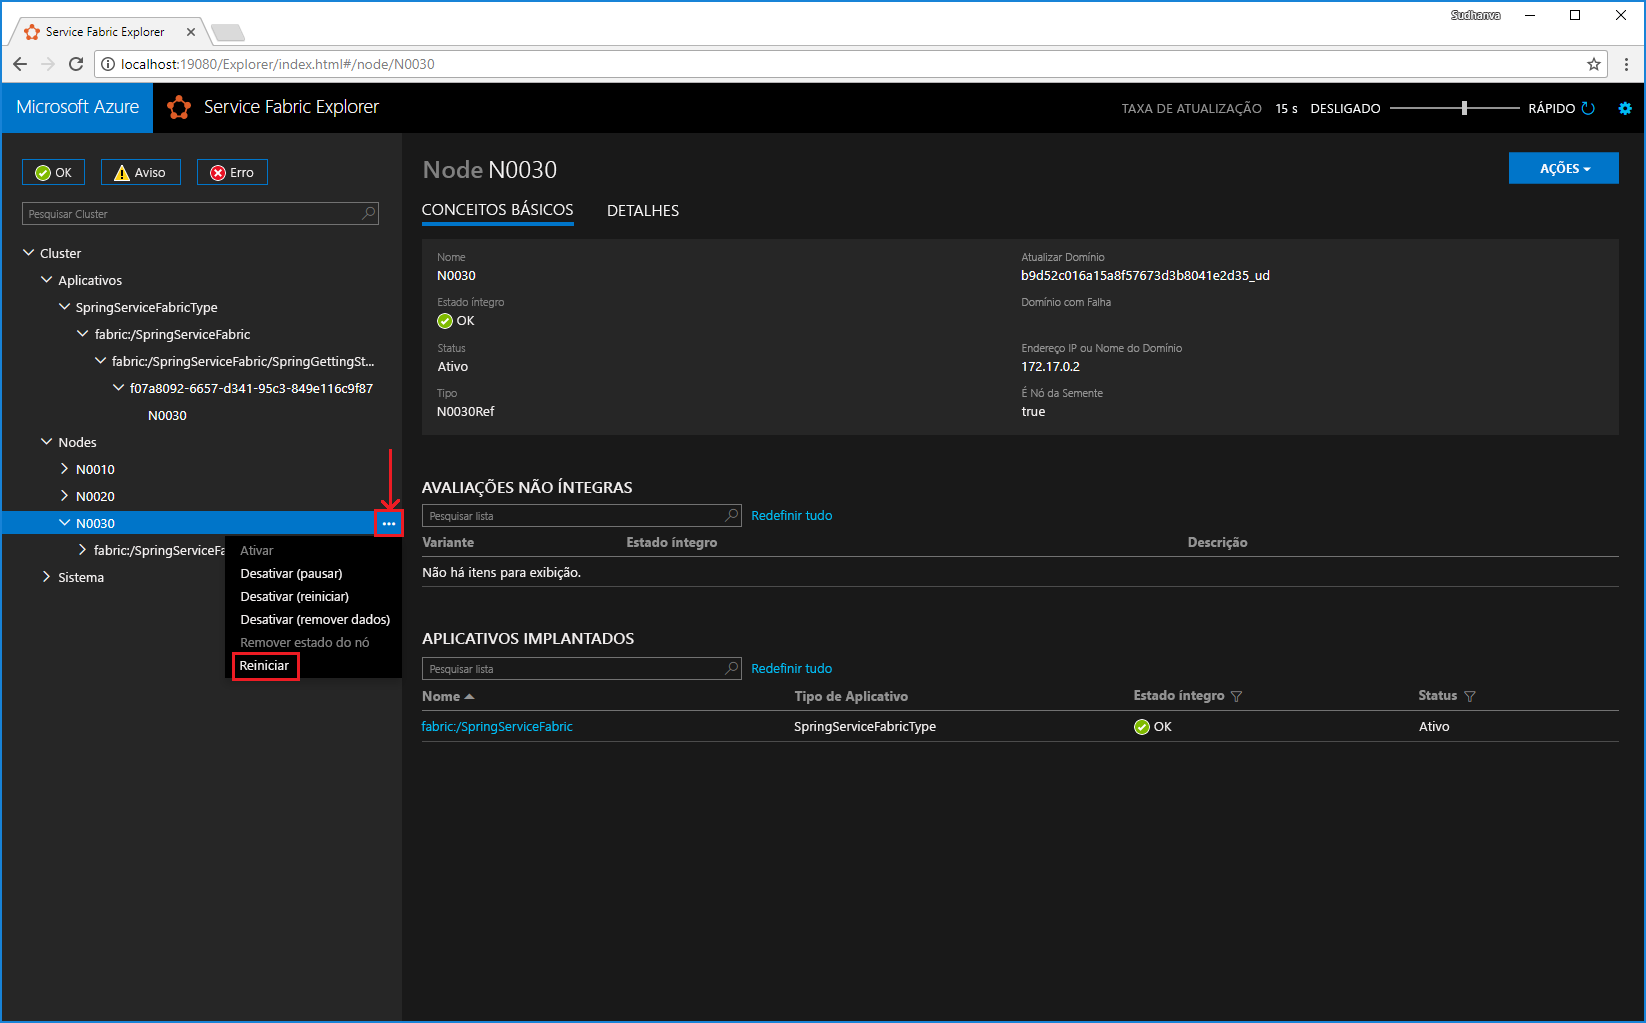 Sudhanva
Service Fabric Explorer
localhost:19080/Explorer/index.html#/node/N0030
Microsoft Azure
Service Fabric Explorer
TAXA DE ATUALIZAÇÃO 15 s DESLIGADO RÁPIDO
OK Aviso Erro
Pesquisar Cluster
Cluster
Aplicativos
SpringServiceFabricType
fabric:/SpringServiceFabric
fabric:/SpringServiceFabric/SpringGettingSt...
f07a8092-6657-d341-95c3-849e116c9f87
N0030
Nodes
N0010
N0020
N0030
...
fabric:/SpringServiceFa
Sistema
Ativar
Desativar (pausar)
Desativar (reiniciar)
Desativar (remover dados)
Remover estado do nó
Reiniciar
Node N0030
AÇÕES
CONCEITOS BÁSICOS DETALHES
Nome
N0030
Estado íntegro
OK
Status
Ativo
Tipo
N0030Ref
Atualizar Domínio
b9d52c016a15a8f57673d3b8041e2d35_ud
Domínio com Falha
Endereço IP ou Nome do Domínio
172.17.0.2
É Nó da Semente
true
AVALIAÇÕES NÃO ÍNTEGRAS
Pesquisar lista Redefinir tudo
Variante Estado íntegro Descrição
Não há itens para exibição.
APLICATIVOS IMPLANTADOS
Pesquisar lista Redefinir tudo
Nome Tipo de Aplicativo Estado íntegro Status
fabric:/SpringServiceFabric SpringServiceFabricType OK Ativo